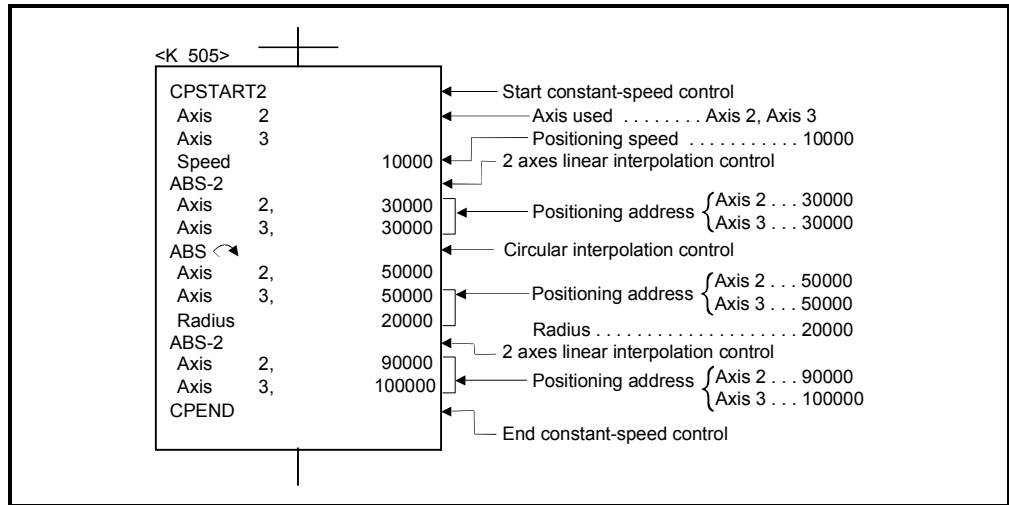 <K 505>
CPSTART2 Start constant-speed control
Axis 2 Axis used . . . . . . . . Axis 2, Axis 3
Axis 3 Positioning speed . . . . . . . . . . . 10000
Speed 10000 2 axes linear interpolation control
ABS-2
Axis 2, 30000 Positioning address { Axis 2 . . . 30000
Axis 3, 30000 Axis 3 . . . 30000
ABS Circular interpolation control
Axis 2, 50000 Positioning address { Axis 2 . . . 50000
Axis 3, 50000 Axis 3 . . . 50000
Radius 20000 Radius . . . . . . . . . . . . . . . . . . . . 20000
ABS-2 2 axes linear interpolation control
Axis 2, 90000 Positioning address { Axis 2 . . . 90000
Axis 3, 100000 Axis 3 . . . 100000
CPEND
End constant-speed control